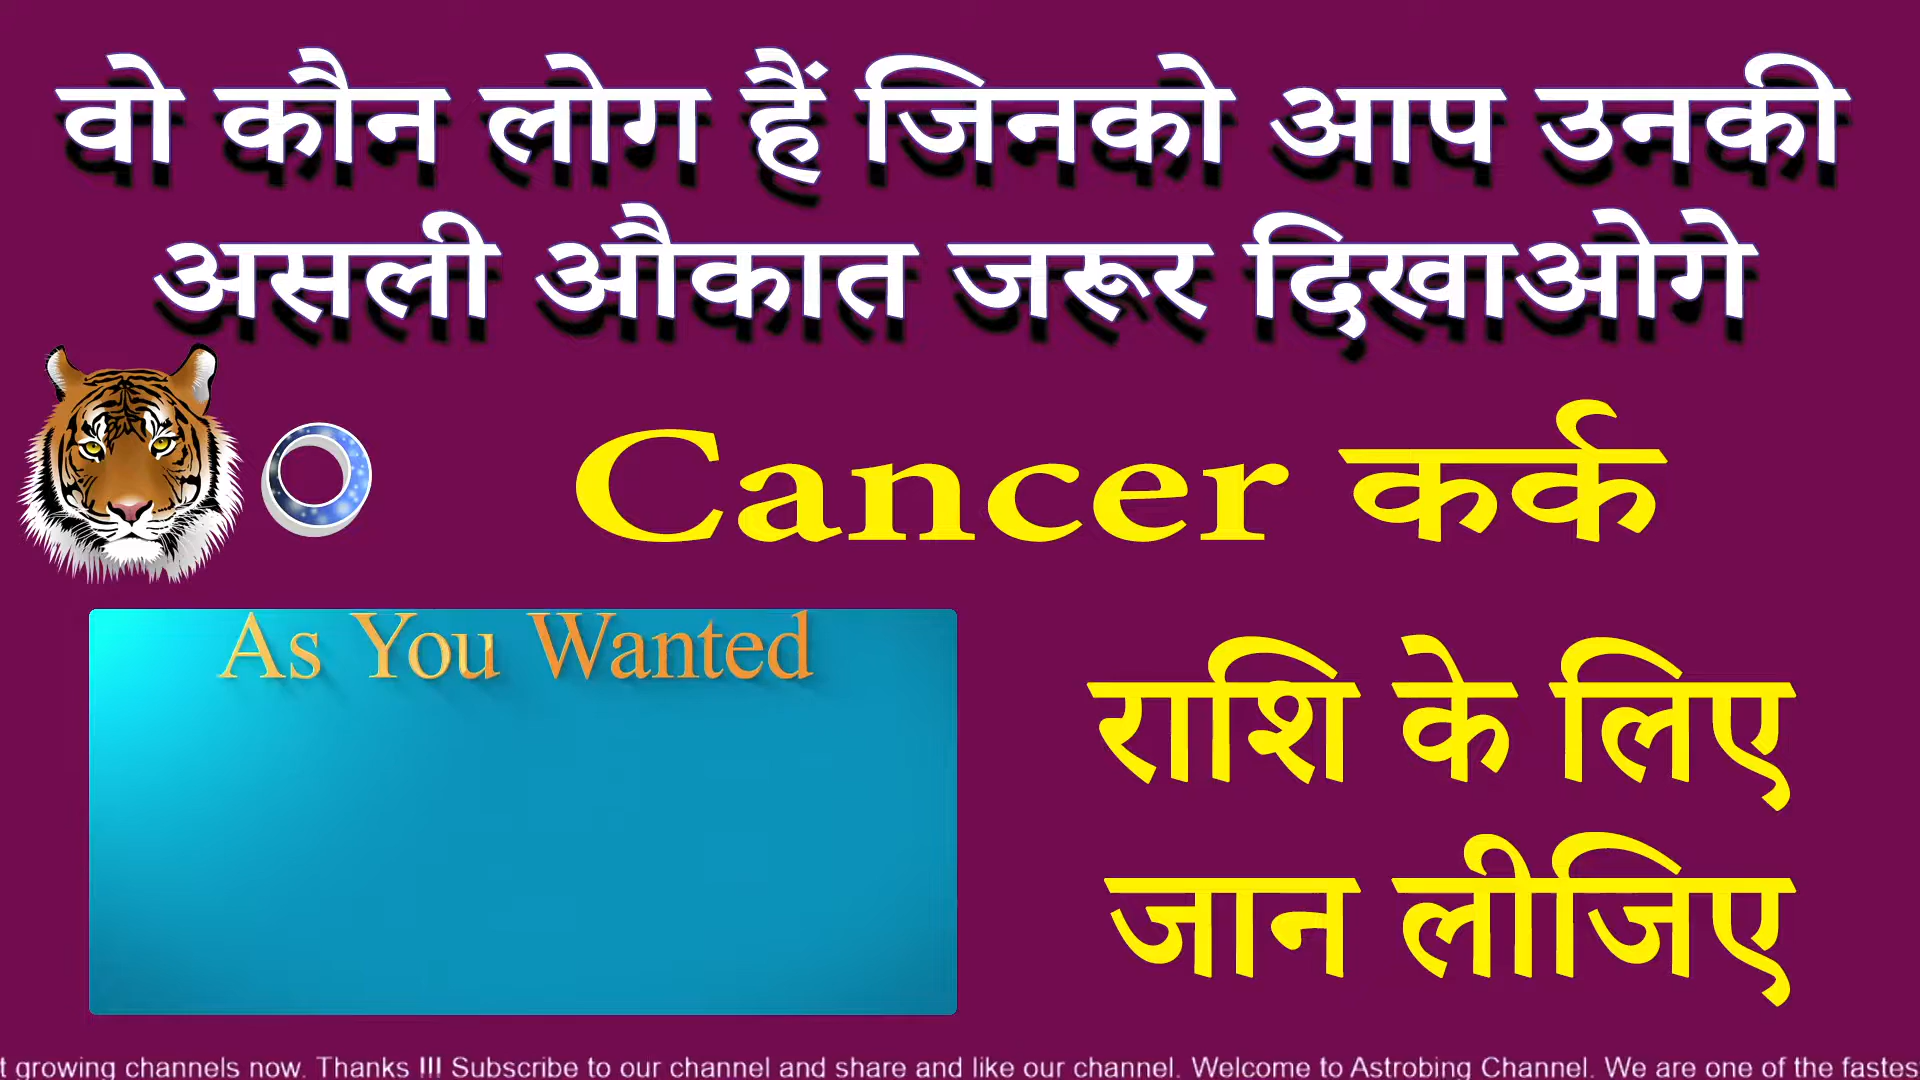 वो कौन लोग हैं जिनको आप उनकी
असली औकात जरूर दिखाओगे
Cancer कर्क
As You Wanted
राशि के लिए
जान लीजिए
t growing channels now. Thanks !!! Subscribe to our channel and share and like our channel. Welcome to Astrobing Channel. We are one of the fastes